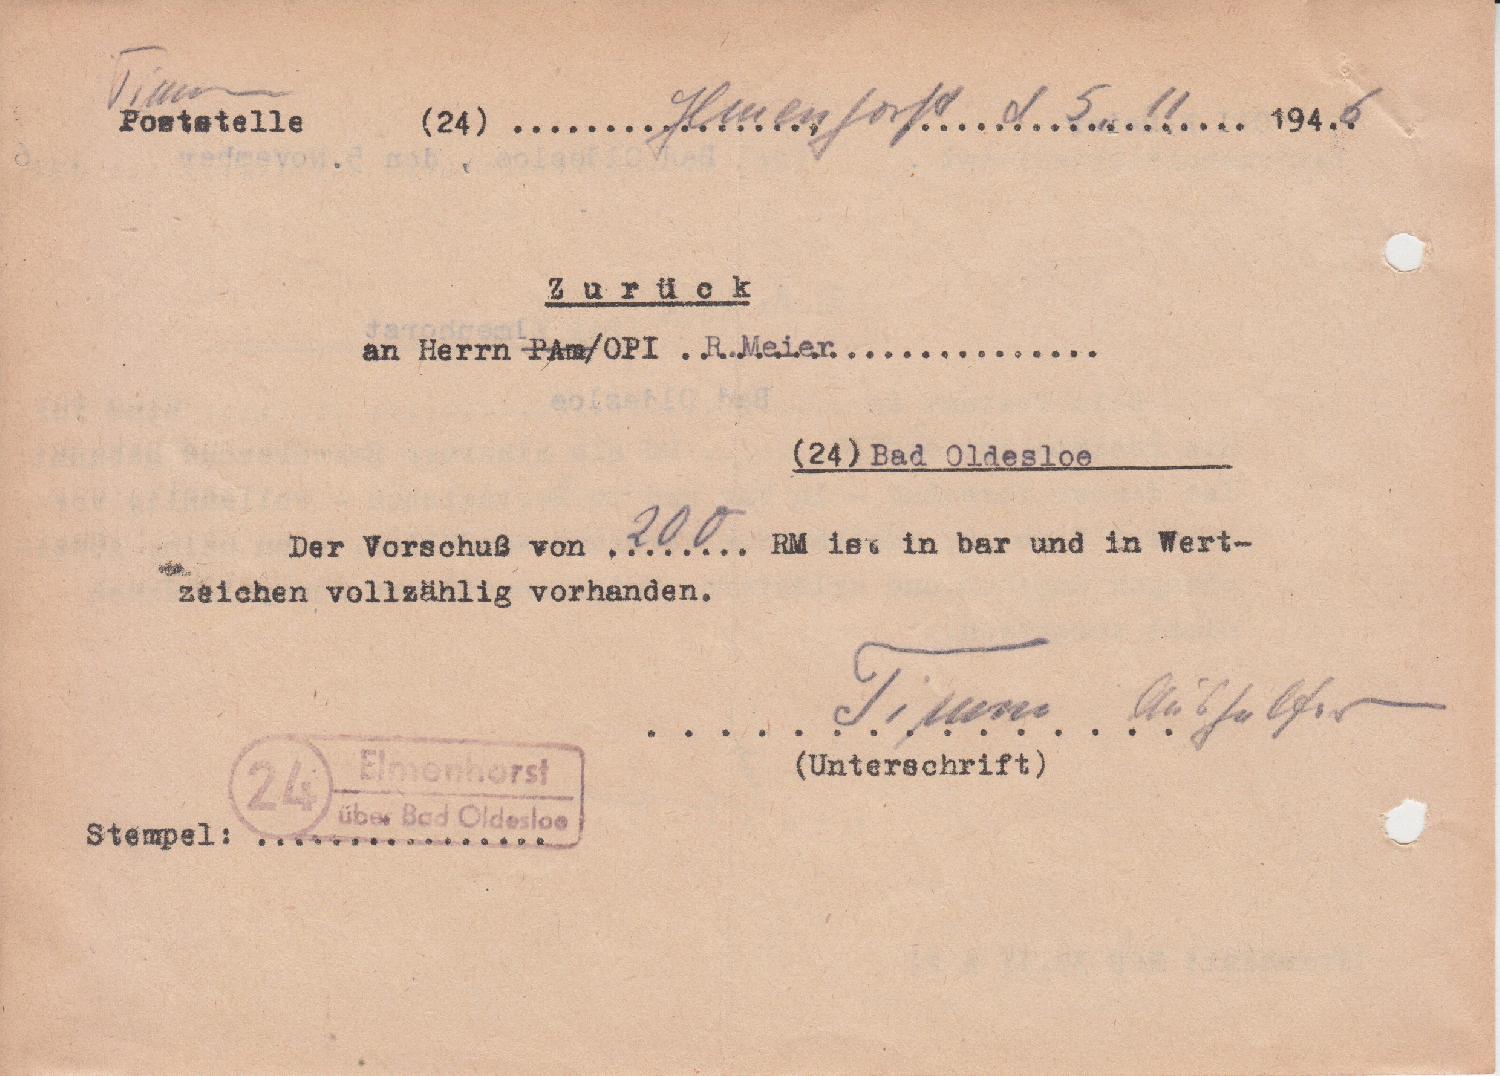 Timm
Poststelle (24) Elmenhorst d 5. 11. 1946
Zurück
an Herrn PAm/OPI R.Meier
(24) Bad Oldesloe
Der Vorschuß von 200 RM ist in bar und in Wert-
zeichen vollzählig vorhanden.
Timm Aushelfer
(Unterschrift)
24 Elmenhorst
über Bad Oldesloe
Stempel: